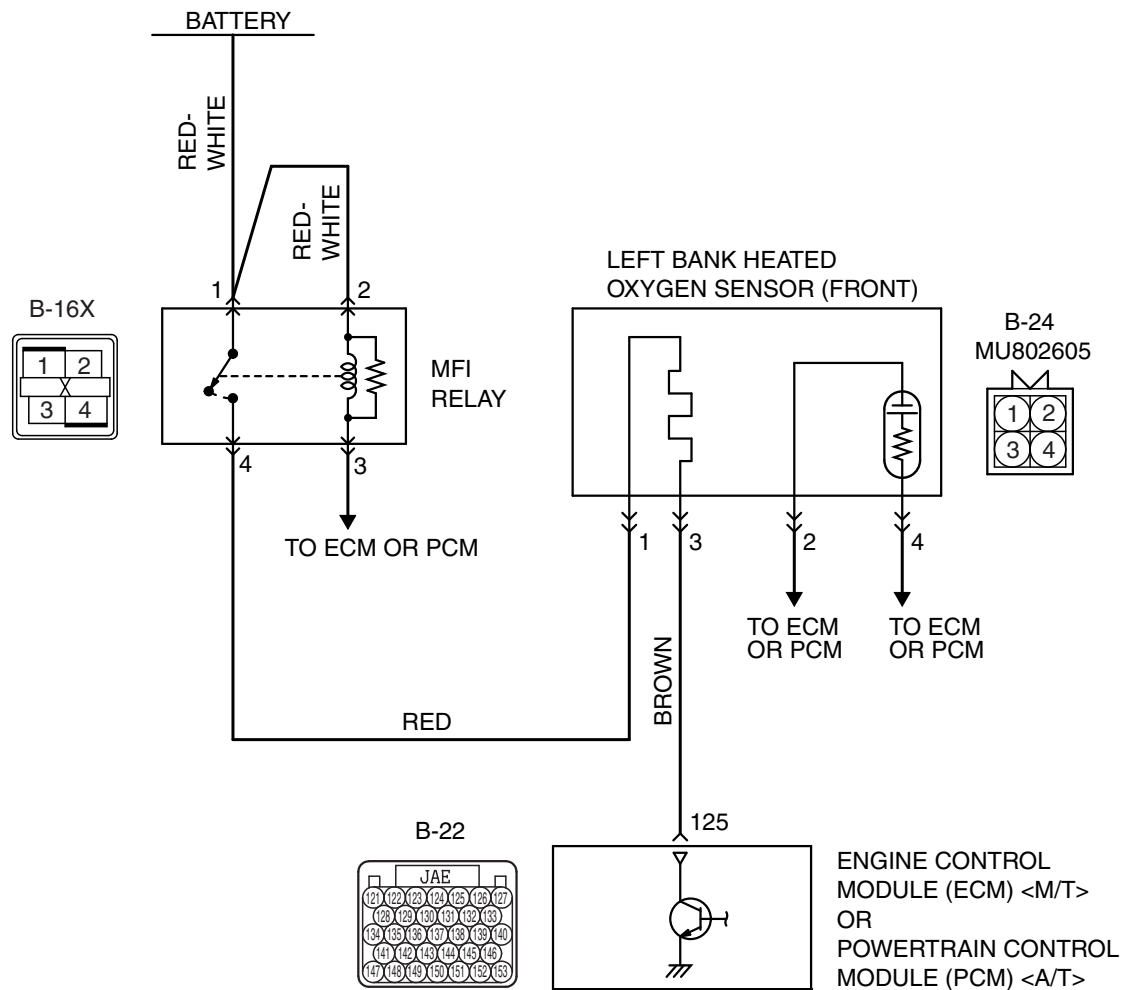 BATTERY
RED-
WHITE
RED-
WHITE
1
2
B-16X
1 2
3 4
MFI
RELAY
4
3
TO ECM OR PCM
LEFT BANK HEATED
OXYGEN SENSOR (FRONT)
B-24
MU802605
1 2
3 4
1
3
2
4
TO ECM
OR PCM
TO ECM
OR PCM
BROWN
RED
125
B-22
JAE
121 122 123 124 125 126 127
128 129 130 131 132 133
134 135 136 137 138 139 140
141 142 143 144 145 146
147 148 149 150 151 152 153
ENGINE CONTROL
MODULE (ECM) <M/T>
OR
POWERTRAIN CONTROL
MODULE (PCM) <A/T>